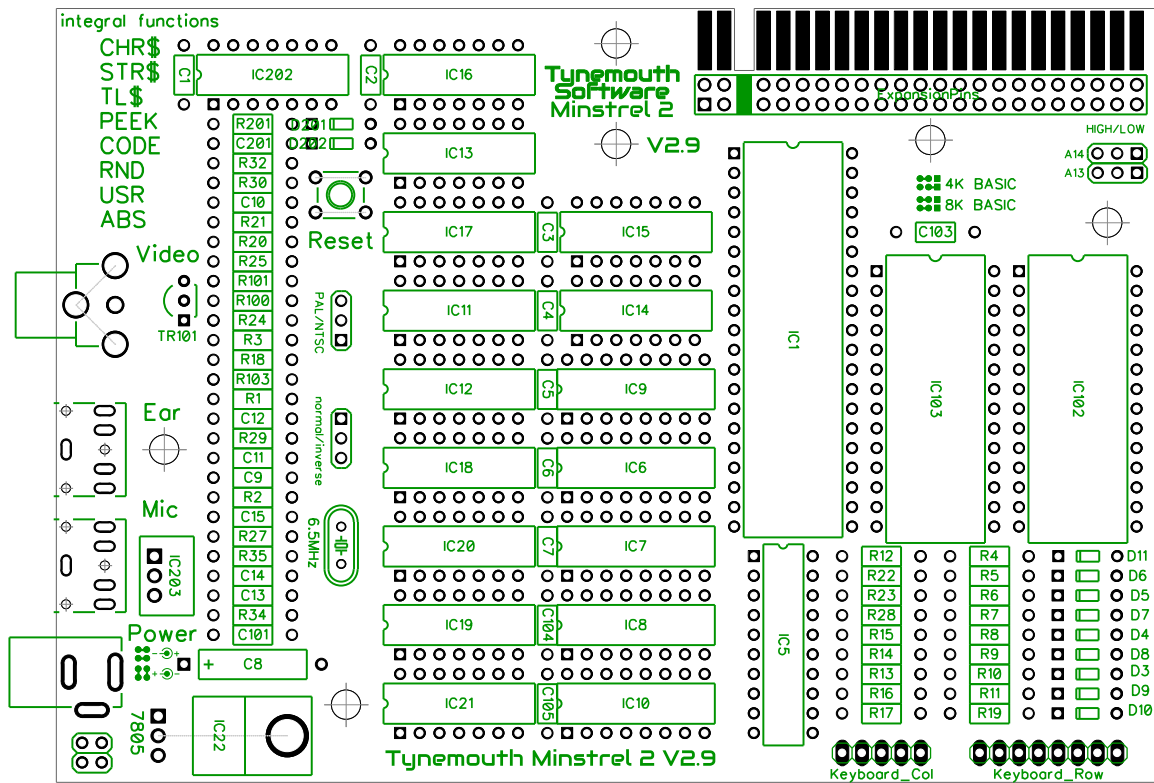 integral functions
CHR$
STR$
TL$
PEEK
CODE
RND
USR
ABS
C1
IC202
C2
IC16
Tynemouth
Software
Minstrel 2
V2.9
ExpansionPins
HIGH/LOW
A14
A13
4K BASIC
8K BASIC
C103
R201
D201
C201
D202
R32
R30
C10
R21
R20
R25
R101
R100
R24
R3
R18
R103
R1
C12
R29
C11
C9
R2
C15
R27
R35
C14
C13
R34
C101
Reset
Video
TR101
PAL/NTSC
normal/inverse
6.5MHz
Ear
Mic
IC203
Power
- +
- +
+ C8
7805
IC22
IC13
IC17
C3
IC15
IC11
C4
IC14
IC12
C5
IC9
IC18
C6
IC6
IC20
C7
IC7
IC19
C104
IC8
IC21
C105
IC10
Tynemouth Minstrel 2 V2.9
IC1
IC103
IC102
IC5
R12
R4
D11
R22
R5
D6
R23
R6
D5
R28
R7
D7
R15
R8
D4
R14
R9
D8
R13
R10
D3
R16
R11
D9
R17
R19
D10
Keyboard_Col
Keyboard_Row